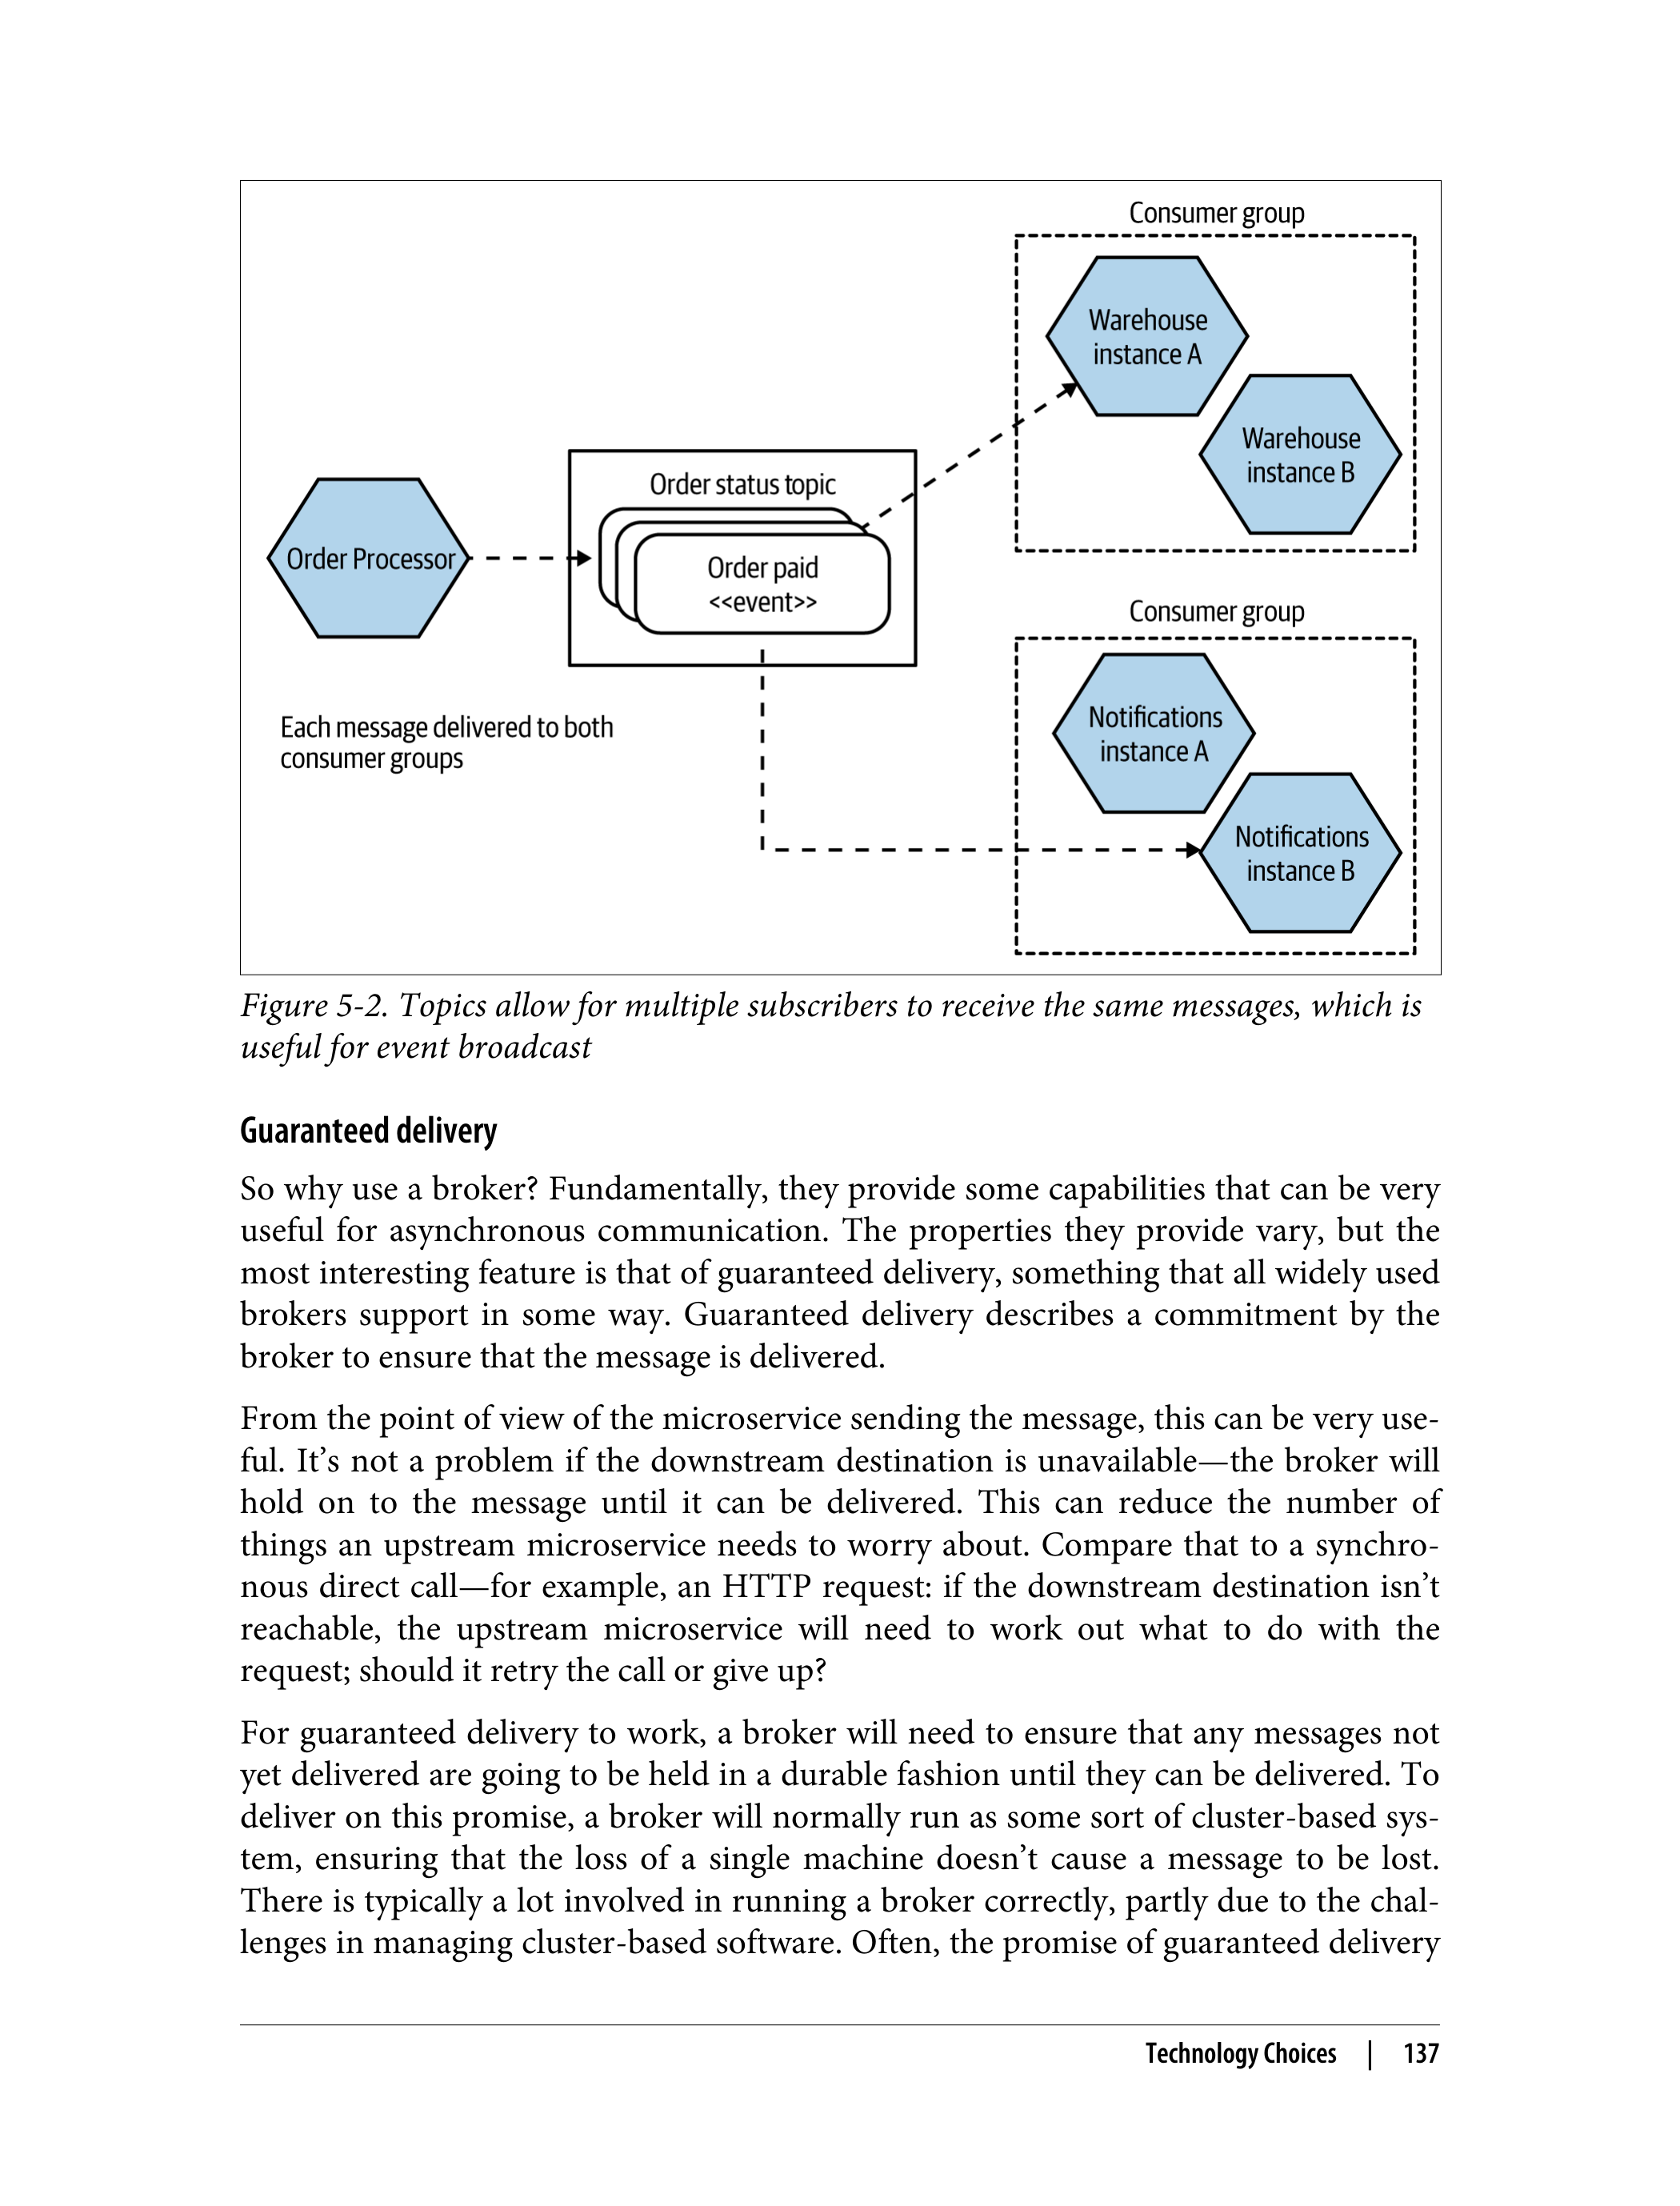 Consumer group
Warehouse
instance A
Warehouse
instance B
Order status topic
Order Processor
Order paid
<<event>>
Consumer group
Notifications
instance A
Each message delivered to both
consumer groups
Notifications
instance B
Figure 5-2. Topics allow for multiple subscribers to receive the same messages, which is
useful for event broadcast
Guaranteed delivery
So why use a broker? Fundamentally, they provide some capabilities that can be very
useful for asynchronous communication. The properties they provide vary, but the
most interesting feature is that of guaranteed delivery, something that all widely used
brokers support in some way. Guaranteed delivery describes a commitment by the
broker to ensure that the message is delivered.
From the point of view of the microservice sending the message, this can be very use-
ful. It’s not a problem if the downstream destination is unavailable—the broker will
hold on to the message until it can be delivered. This can reduce the number of
things an upstream microservice needs to worry about. Compare that to a synchro-
nous direct call—for example, an HTTP request: if the downstream destination isn’t
reachable, the upstream microservice will need to work out what to do with the
request; should it retry the call or give up?
For guaranteed delivery to work, a broker will need to ensure that any messages not
yet delivered are going to be held in a durable fashion until they can be delivered. To
deliver on this promise, a broker will normally run as some sort of cluster-based sys-
tem, ensuring that the loss of a single machine doesn’t cause a message to be lost.
There is typically a lot involved in running a broker correctly, partly due to the chal-
lenges in managing cluster-based software. Often, the promise of guaranteed delivery
Technology Choices | 137